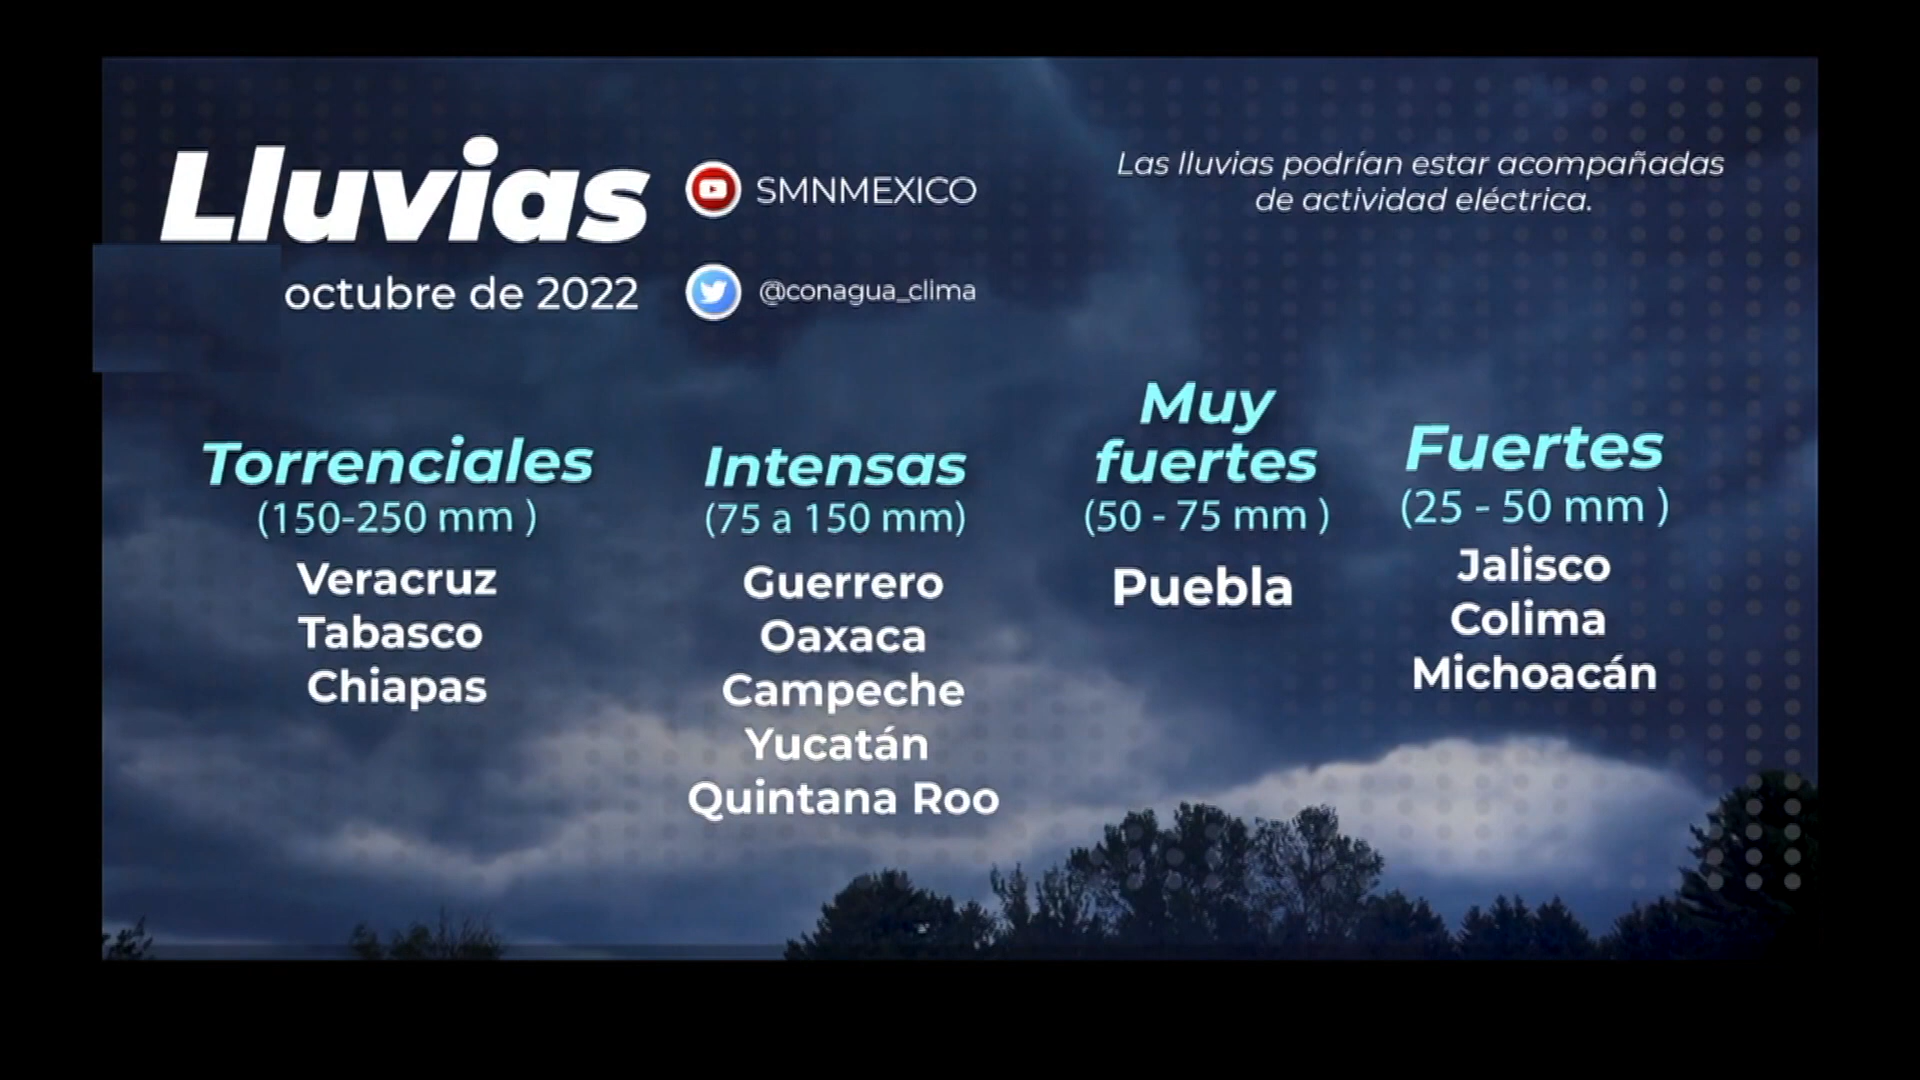 Lluvias
octubre de 2022
SMNMEXICO
@conagua_clima
Las lluvias podrían estar acompañadas
de actividad eléctrica.
Torrenciales
(150-250 mm )
Veracruz
Tabasco
Chiapas
Intensas
(75 a 150 mm)
Guerrero
Oaxaca
Campeche
Yucatán
Quintana Roo
Muy
fuertes
(50 - 75 mm )
Puebla
Fuertes
(25 - 50 mm )
Jalisco
Colima
Michoacán